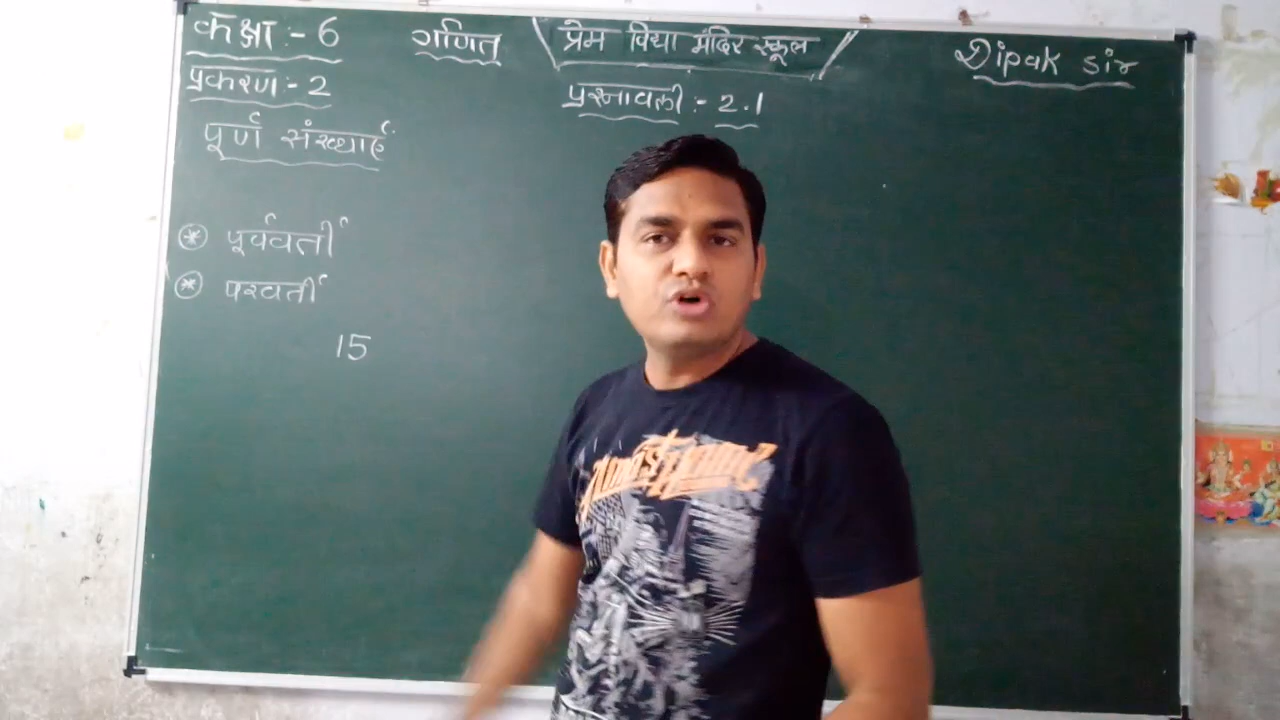 कक्षा :- 6
गणित
प्रेम विद्या मंदिर स्कूल
Dipak sir
प्रकरण :- 2
प्रश्नावली :- 2.1
पूर्ण संख्याएँ
* पूर्ववर्ती
* परवर्ती
15